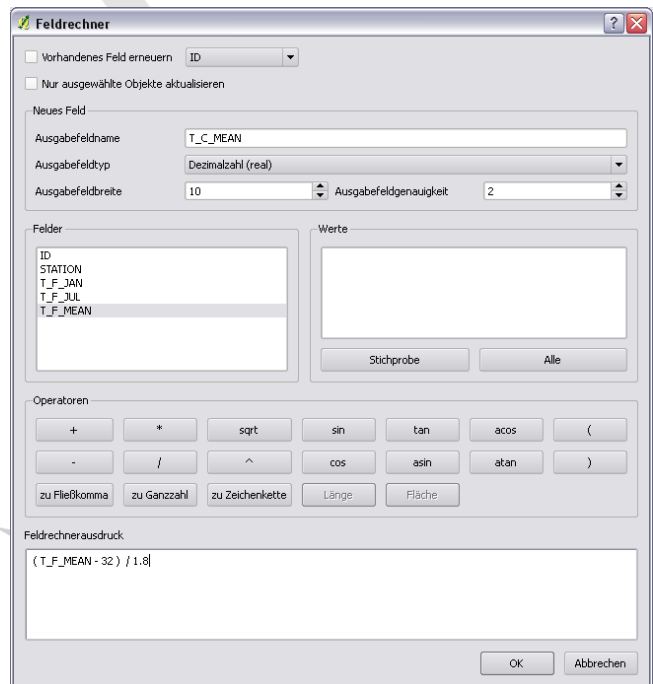 Feldrechner
Vorhandenes Feld erneuern ID
Nur ausgewählte Objekte aktualisieren
Neues Feld
Ausgabefeldname T_C_MEAN
Ausgabefeldtyp Dezimalzahl (real)
Ausgabefeldbreite 10 Ausgabefeldgenauigkeit 2
Felder Werte
ID
STATION
T_F_JAN
T_F_JUL
T_F_MEAN
Stichprobe Alle
Operatoren
+ * sqrt sin tan acos (
- / ^ cos asin atan )
zu Fließkomma zu Ganzzahl zu Zeichenkette Länge Fläche
Feldrechnerausdruck
( T_F_MEAN - 32 ) / 1.8
OK Abbrechen